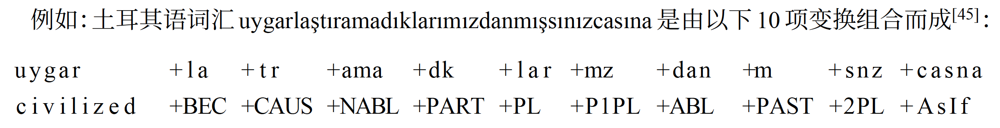 例如：土耳其语词汇 uygarlaştıramadıklarımızdanmışsınızcasına 是由以下 10 项变换组合而成[45]：
uygar +la +tr +ama +dk +lar +mz +dan +m +snz +casna
civilized +BEC +CAUS +NABL +PART +PL +P1PL +ABL +PAST +2PL +AsIf